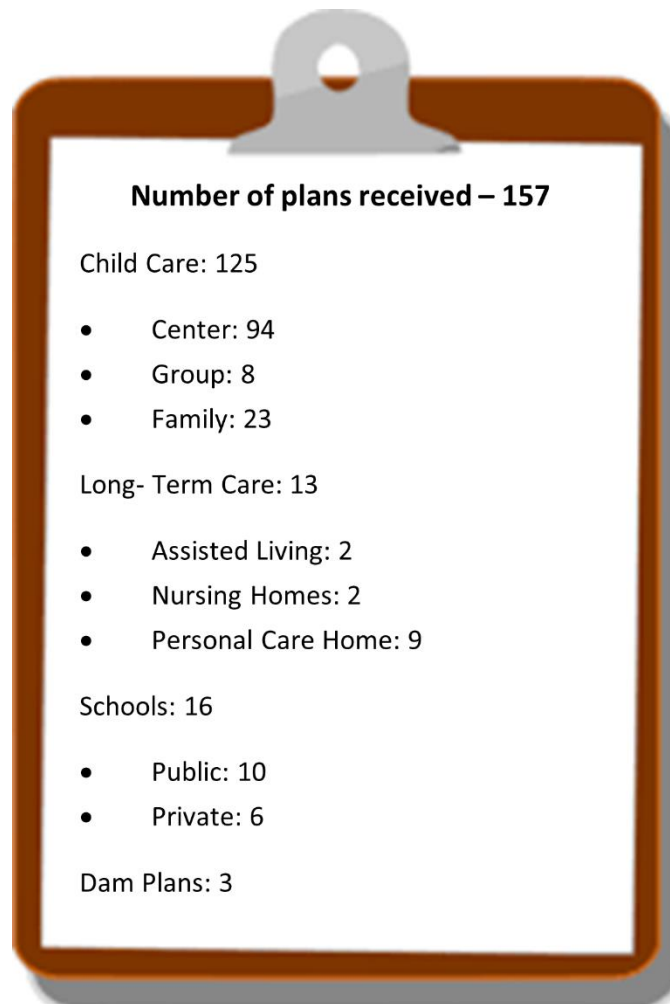 Number of plans received – 157
Child Care: 125
• Center: 94
• Group: 8
• Family: 23
Long- Term Care: 13
• Assisted Living: 2
• Nursing Homes: 2
• Personal Care Home: 9
Schools: 16
• Public: 10
• Private: 6
Dam Plans: 3